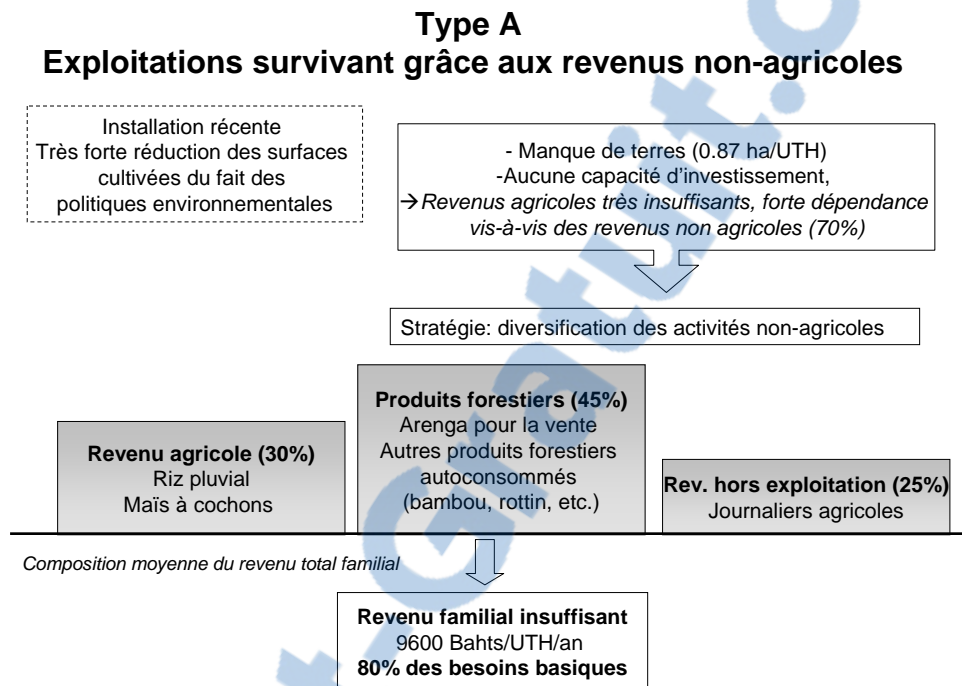 Type A
Exploitations survivant grâce aux revenus non-agricoles
Installation récente
Très forte réduction des surfaces
cultivées du fait des
politiques environnementales
- Manque de terres (0.87 ha/UTH)
-Aucune capacité d'investissement,
→Revenus agricoles très insuffisants, forte dépendance
vis-à-vis des revenus non agricoles (70%)
Stratégie: diversification des activités non-agricoles
Revenu agricole (30%)
Riz pluvial
Maïs à cochons
Produits forestiers (45%)
Arenga pour la vente
Autres produits forestiers
autoconsommés
(bambou, rottin, etc.)
Rev. hors exploitation (25%)
Journaliers agricoles
Composition moyenne du revenu total familial
Revenu familial insuffisant
9600 Bahts/UTH/an
80% des besoins basiques
t-Gratuit.c